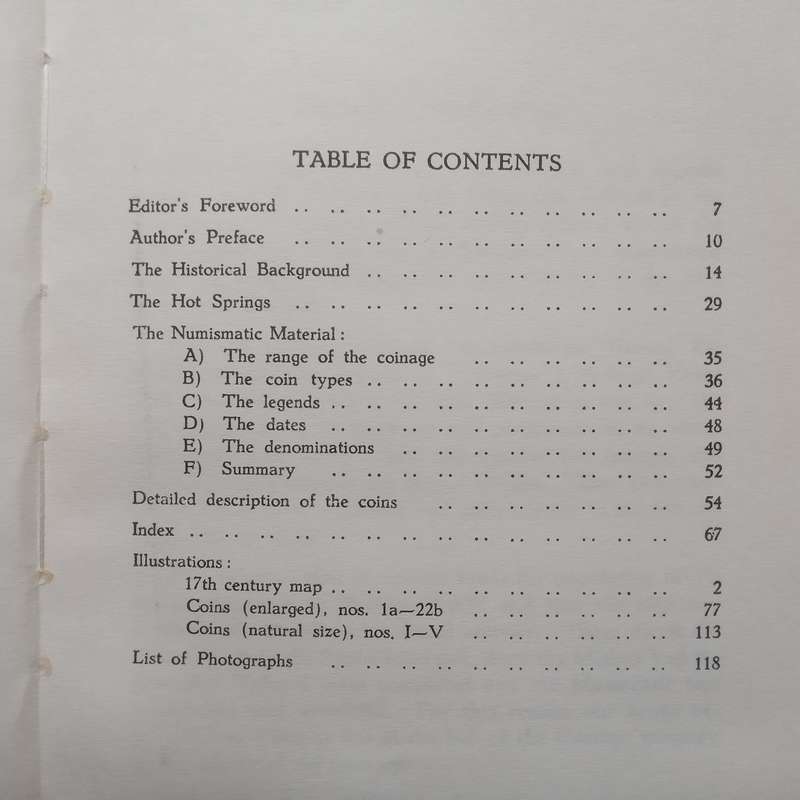 TABLE OF CONTENTS
Editor's Foreword .. .. .. .. .. .. .. .. .. .. .. 7
Author's Preface .. .. .. .. .. .. .. .. .. .. .. 10
The Historical Background .. .. .. .. .. .. .. .. .. 14
The Hot Springs .. .. .. .. .. .. .. .. .. .. .. 29
The Numismatic Material :
A) The range of the coinage .. .. .. .. .. .. 35
B) The coin types .. .. .. .. .. .. .. .. .. 36
C) The legends .. .. .. .. .. .. .. .. .. .. 44
D) The dates .. .. .. .. .. .. .. .. .. 48
E) The denominations .. .. .. .. .. .. .. .. 49
F) Summary .. .. .. .. .. .. .. .. .. .. 52
Detailed description of the coins .. .. .. .. .. .. .. 54
Index .. .. .. .. .. .. .. .. .. .. .. .. .. .. 67
Illustrations :
17th century map .. .. .. .. .. .. .. .. .. .. 2
Coins (enlarged), nos. 1a—22b .. .. .. .. .. .. 77
Coins (natural size), nos. I—V .. .. .. .. .. .. 113
List of Photographs .. .. .. .. .. .. .. .. .. .. 118